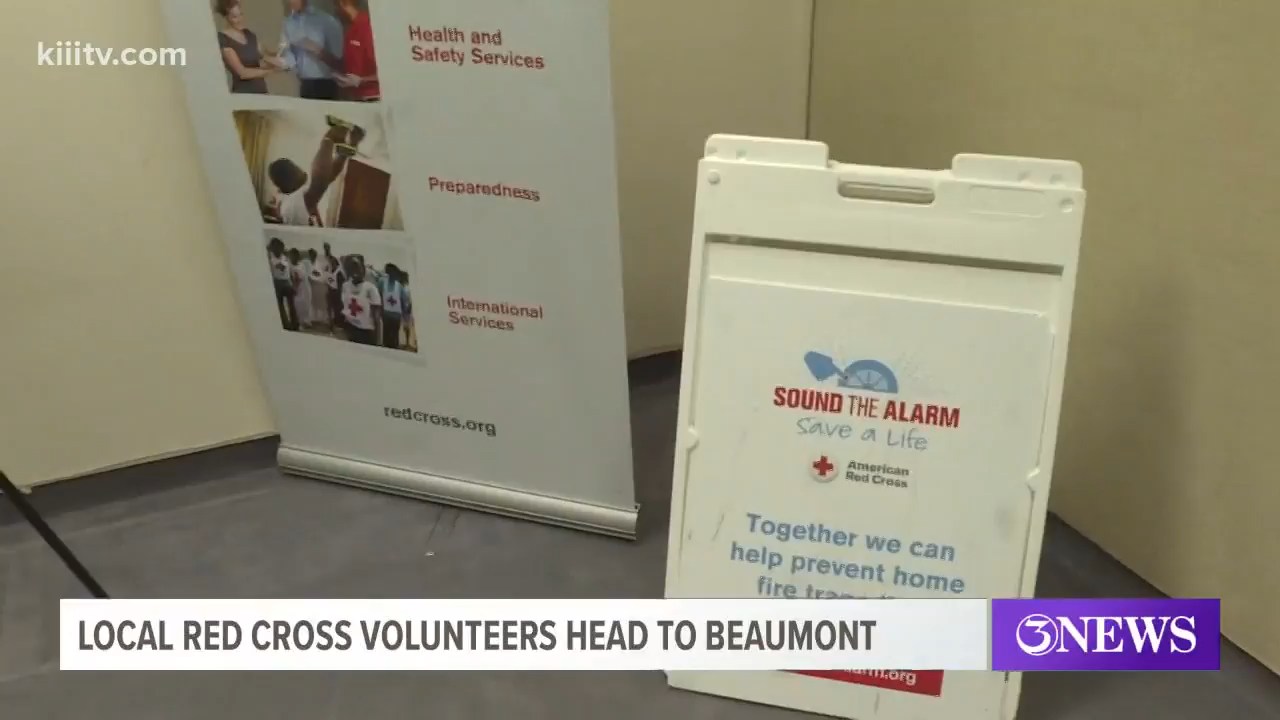 kiiitv.com
Health and
Safety Services
Preparedness
International
Services
redcross.org
SOUND THE ALARM
Save a Life
American
Red Cross
Together we can
help prevent home
fire
LOCAL RED CROSS VOLUNTEERS HEAD TO BEAUMONT
3NEWS